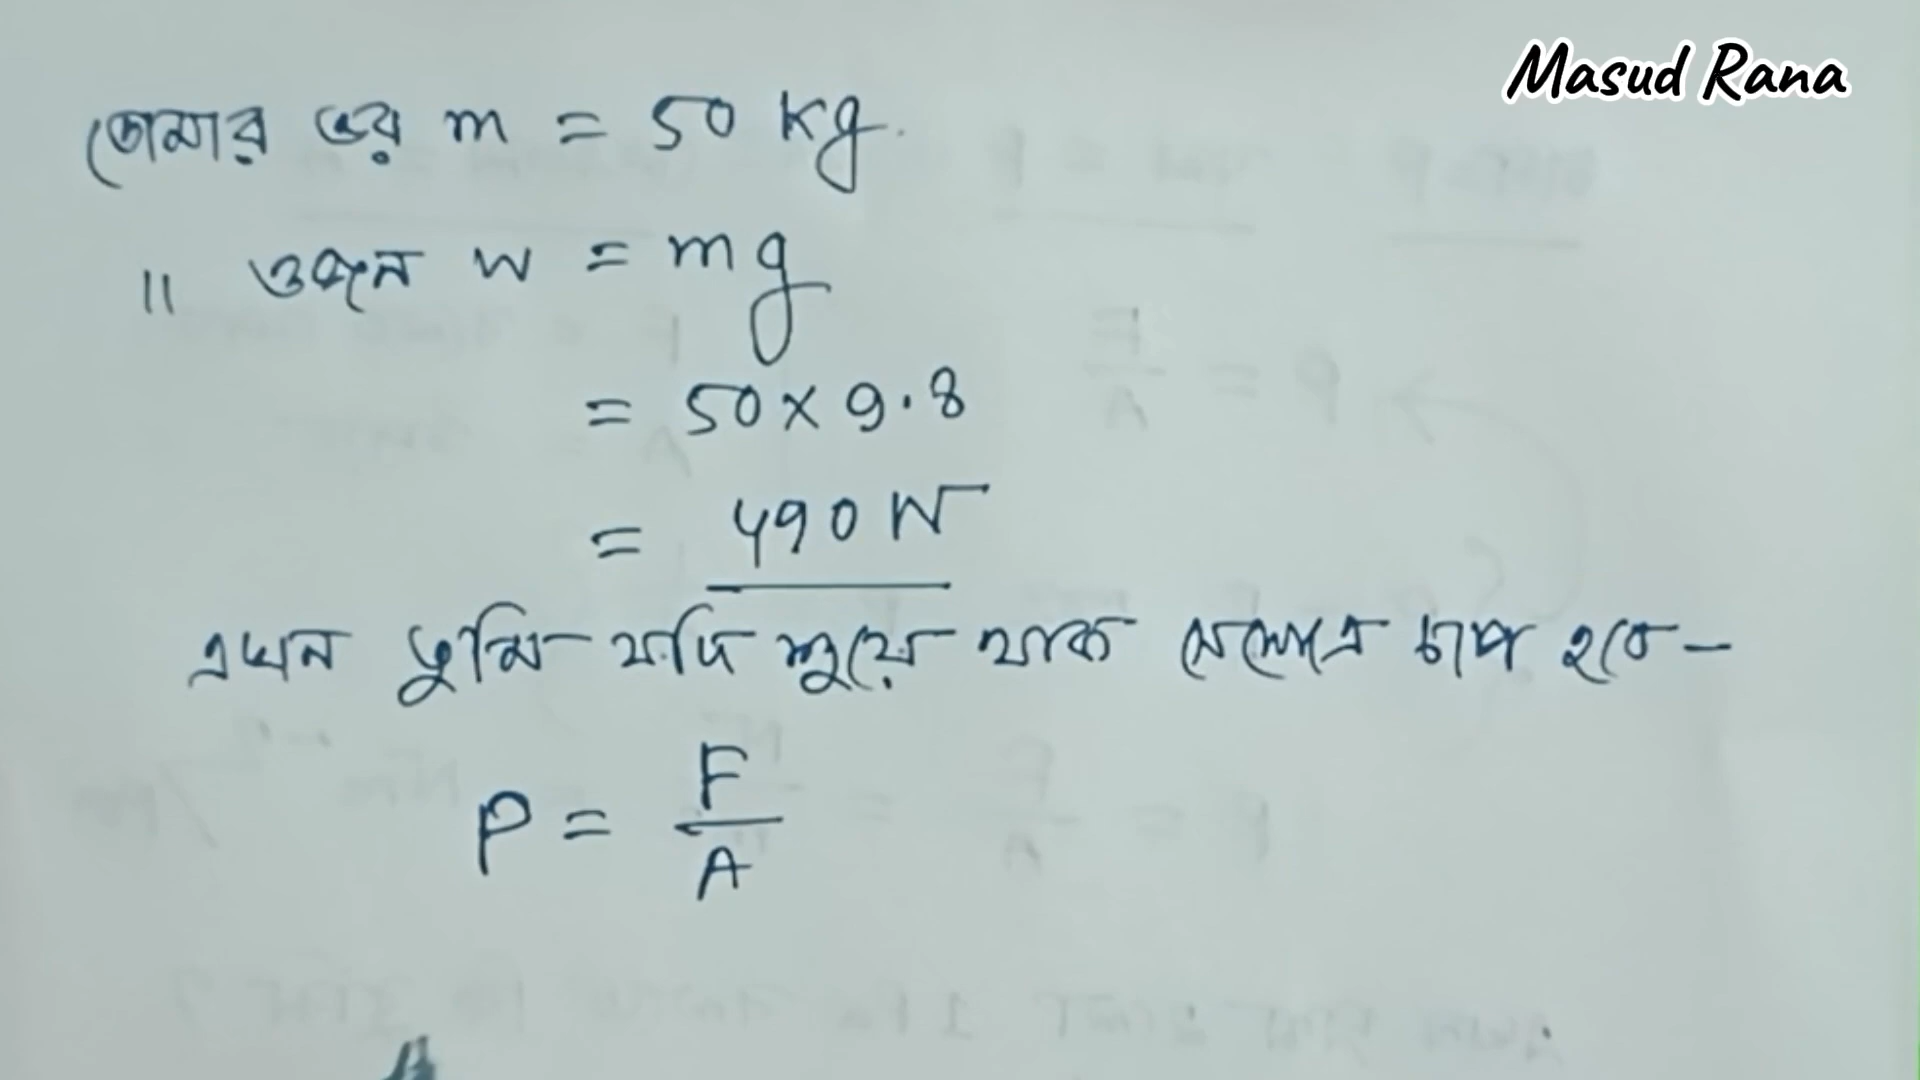 Masud Rana
তোমার ভর m = 50 kg.
" ওজন W = mg
= 50 × 9.8
= 490 N
এখন তুমি যদি শুয়ে থাক সেক্ষেত্রে চাপ হবে-
P = F/A